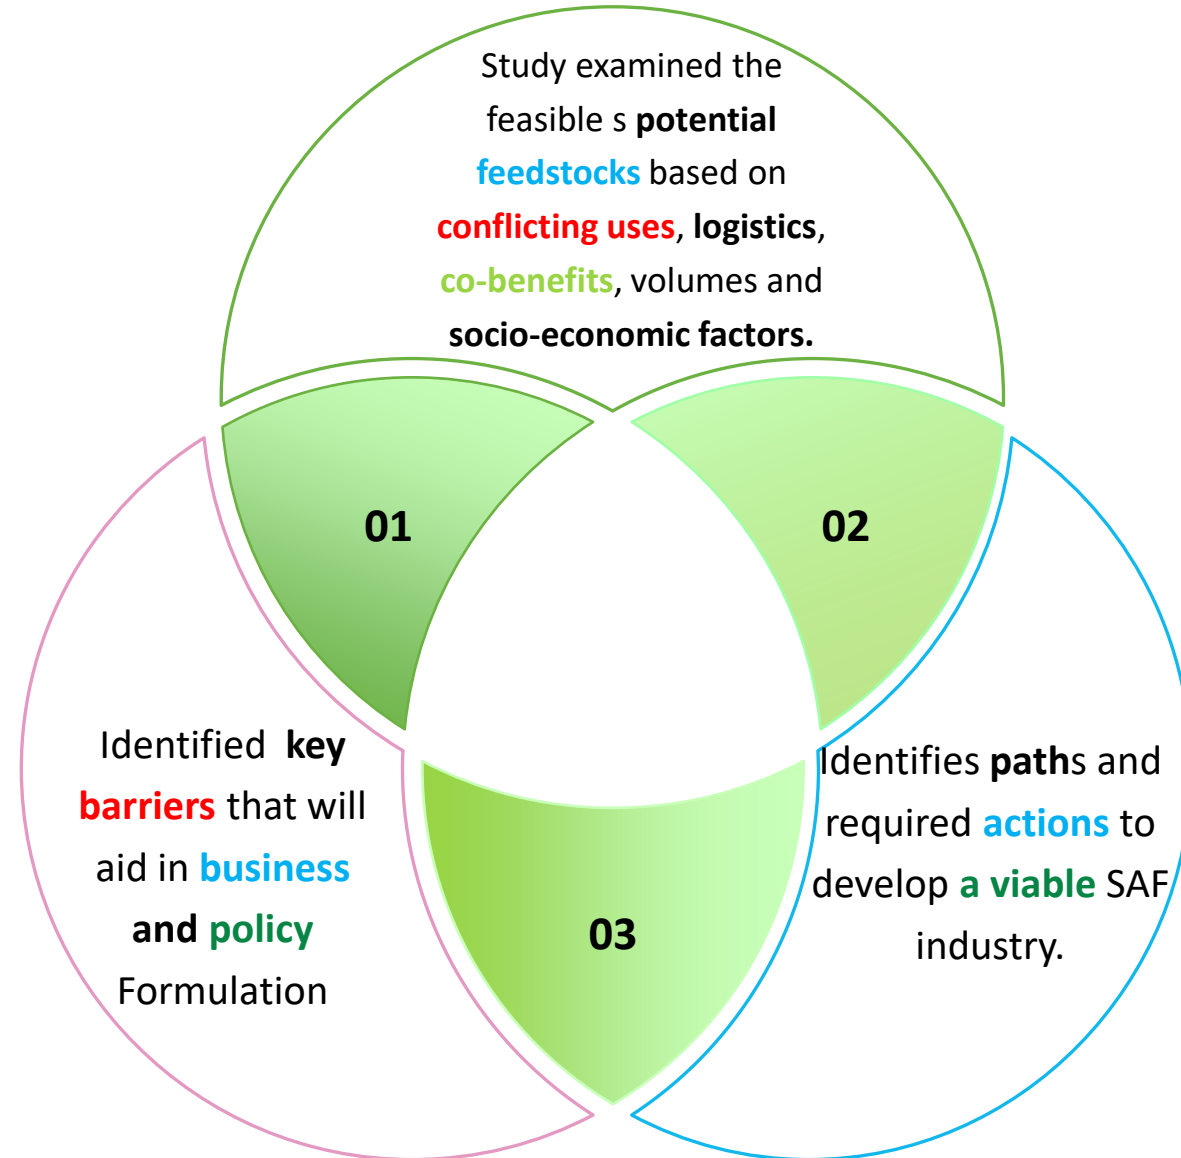 Study examined the
feasible s potential
feedstocks based on
conflicting uses, logistics,
co-benefits, volumes and
socio-economic factors.
01
02
Identified  key
barriers that will
aid in business
and policy
Formulation
Identifies paths and
required actions to
develop a viable SAF
industry.
03